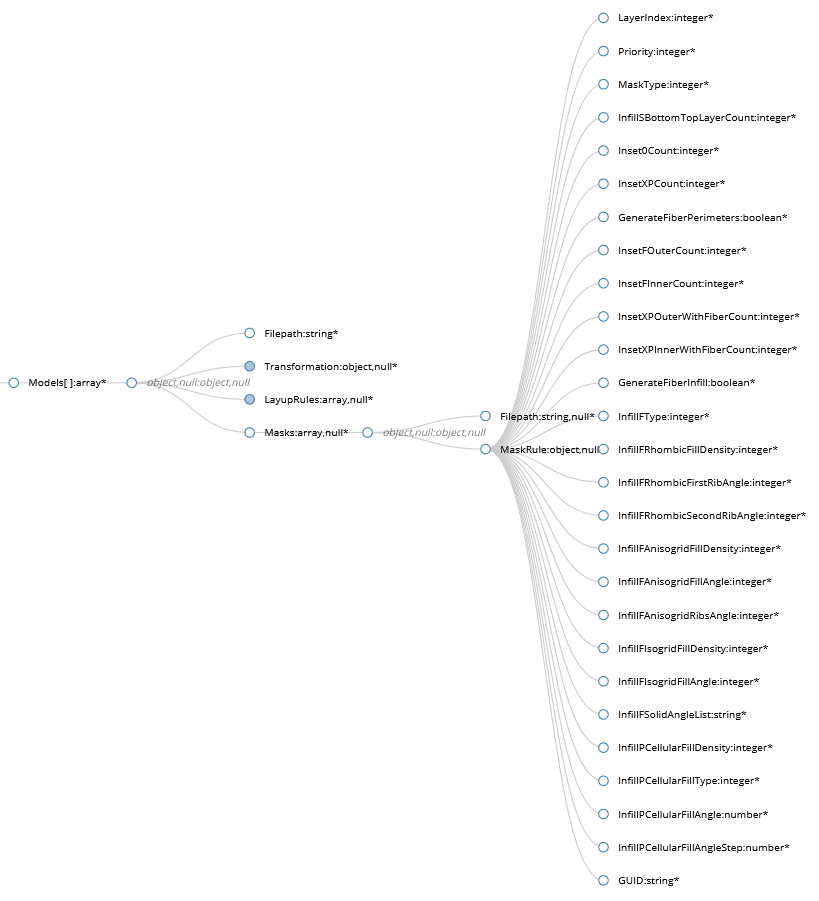 LayerIndex:integer*
Priority:integer*
MaskType:integer*
InfillSBottomTopLayerCount:integer*
Inset0Count:integer*
InsetXPCount:integer*
GenerateFiberPerimeters:boolean*
InsetFOuterCount:integer*
InsetFInnerCount:integer*
InsetXPOuterWithFiberCount:integer*
Filepath:string*
InsetXPInnerWithFiberCount:integer*
Transformation:object,null*
Models[ ]:array*
object,null:object,null
GenerateFiberInfill:boolean*
LayupRules:array,null*
Filepath:string,null*
InfillFType:integer*
Masks:array,null*
object,null:object,null
MaskRule:object,null
InfillFRhombicFillDensity:integer*
InfillFRhombicFirstRibAngle:integer*
InfillFRhombicSecondRibAngle:integer*
InfillFAnisogridFillDensity:integer*
InfillFAnisogridFillAngle:integer*
InfillFAnisogridRibsAngle:integer*
InfillFIsogridFillDensity:integer*
InfillFIsogridFillAngle:integer*
InfillFSolidAngleList:string*
InfillPCellularFillDensity:integer*
InfillPCellularFillType:integer*
InfillPCellularFillAngle:number*
InfillPCellularFillAngleStep:number*
GUID:string*